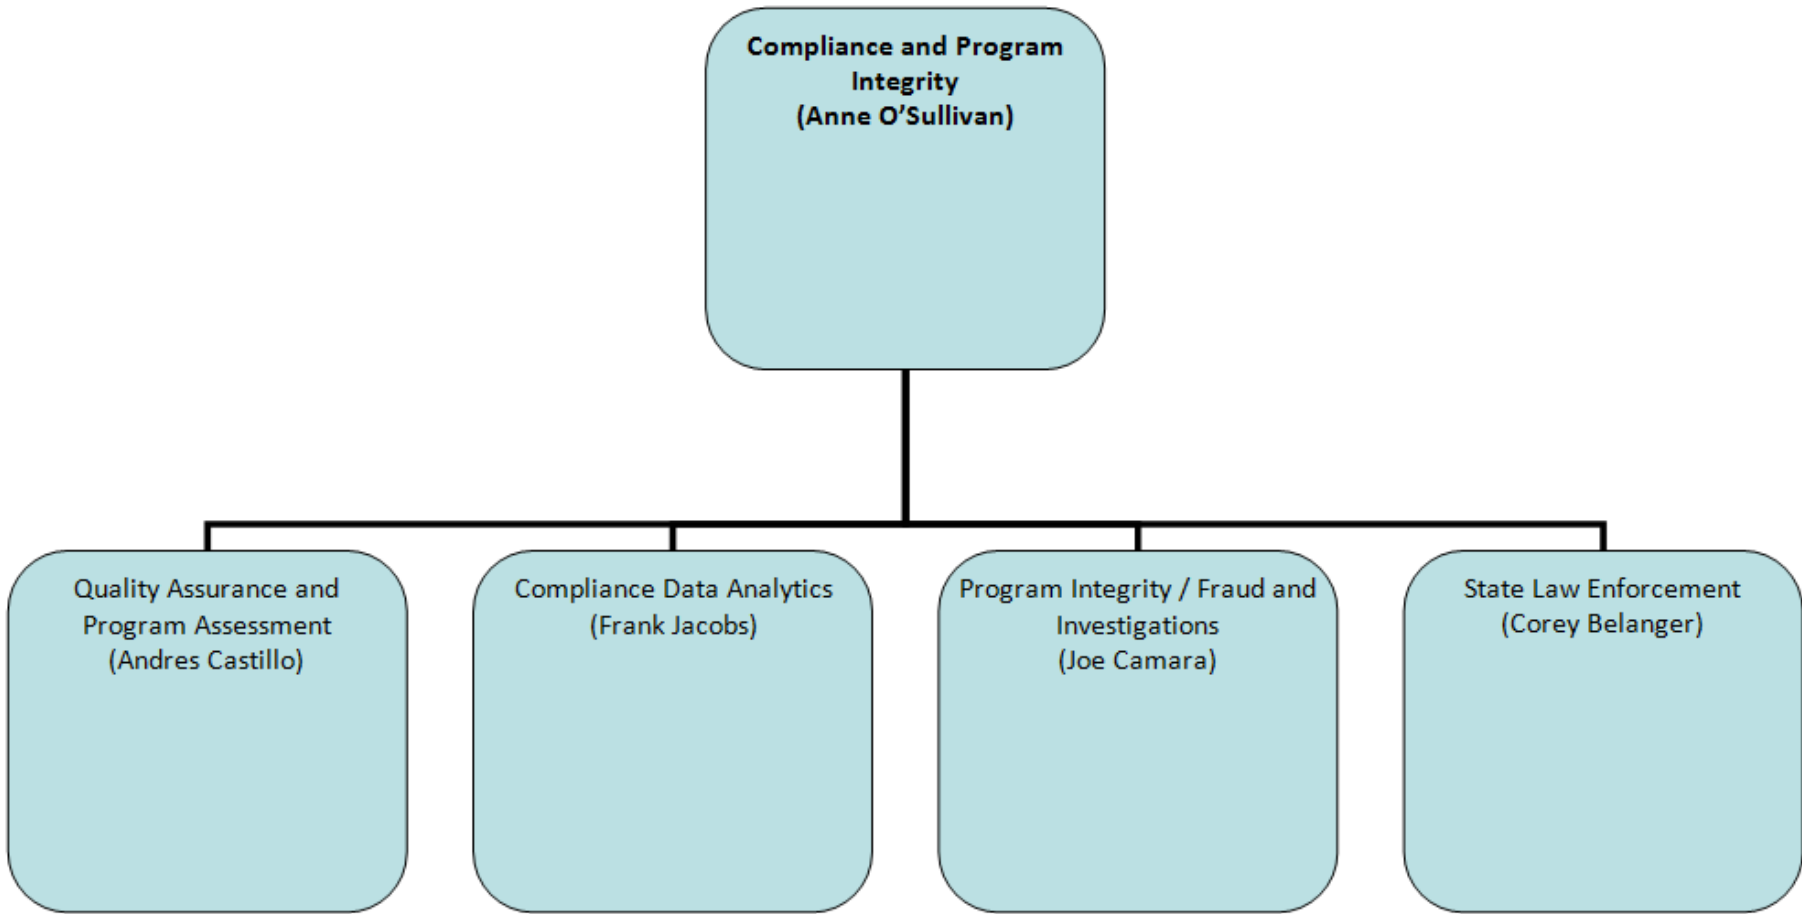 Compliance and Program
Integrity
(Anne O’Sullivan)
Quality Assurance and
Program Assessment
(Andres Castillo)
Compliance Data Analytics
(Frank Jacobs)
Program Integrity / Fraud and
Investigations
(Joe Camara)
State Law Enforcement
(Corey Belanger)